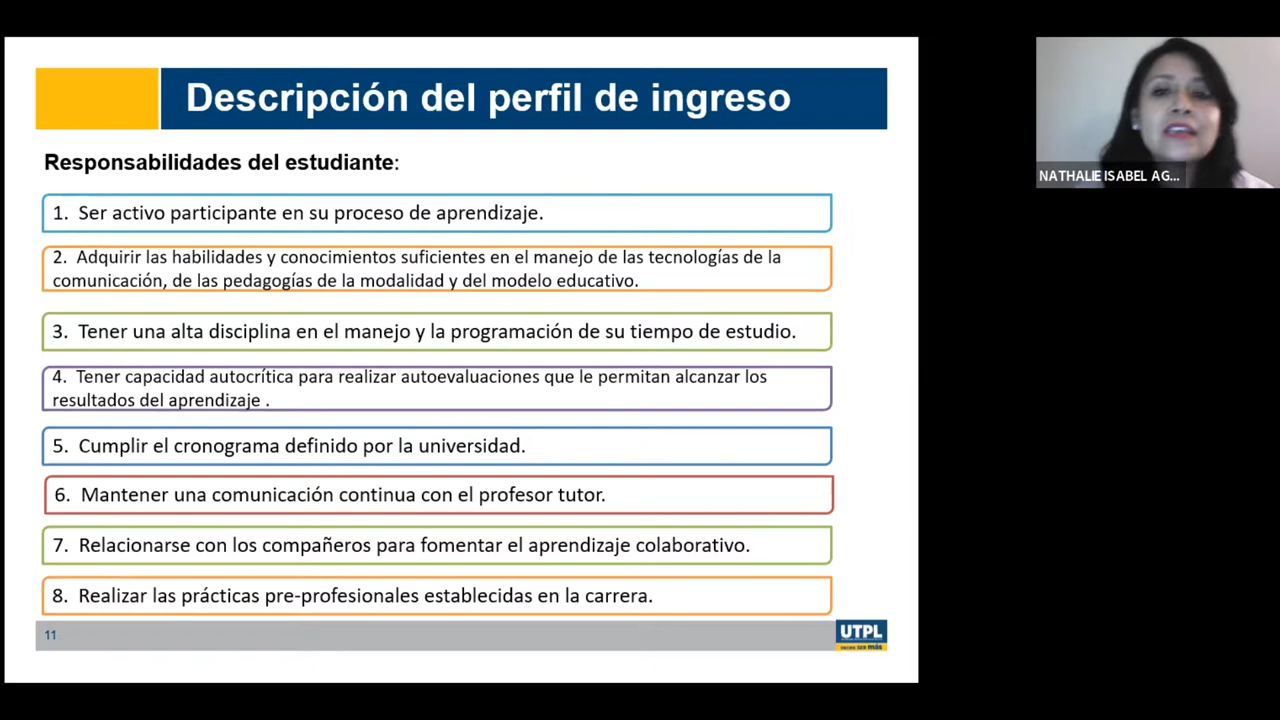 Descripción del perfil de ingreso
NATHALIE ISABEL AG...
Responsabilidades del estudiante:
1. Ser activo participante en su proceso de aprendizaje.
2. Adquirir las habilidades y conocimientos suficientes en el manejo de las tecnologías de la
comunicación, de las pedagogías de la modalidad y del modelo educativo.
3. Tener una alta disciplina en el manejo y la programación de su tiempo de estudio.
4. Tener capacidad autocrítica para realizar autoevaluaciones que le permitan alcanzar los
resultados del aprendizaje .
5. Cumplir el cronograma definido por la universidad.
6. Mantener una comunicación continua con el profesor tutor.
7. Relacionarse con los compañeros para fomentar el aprendizaje colaborativo.
8. Realizar las prácticas pre-profesionales establecidas en la carrera.
11
UTPL
DECIDE SER más